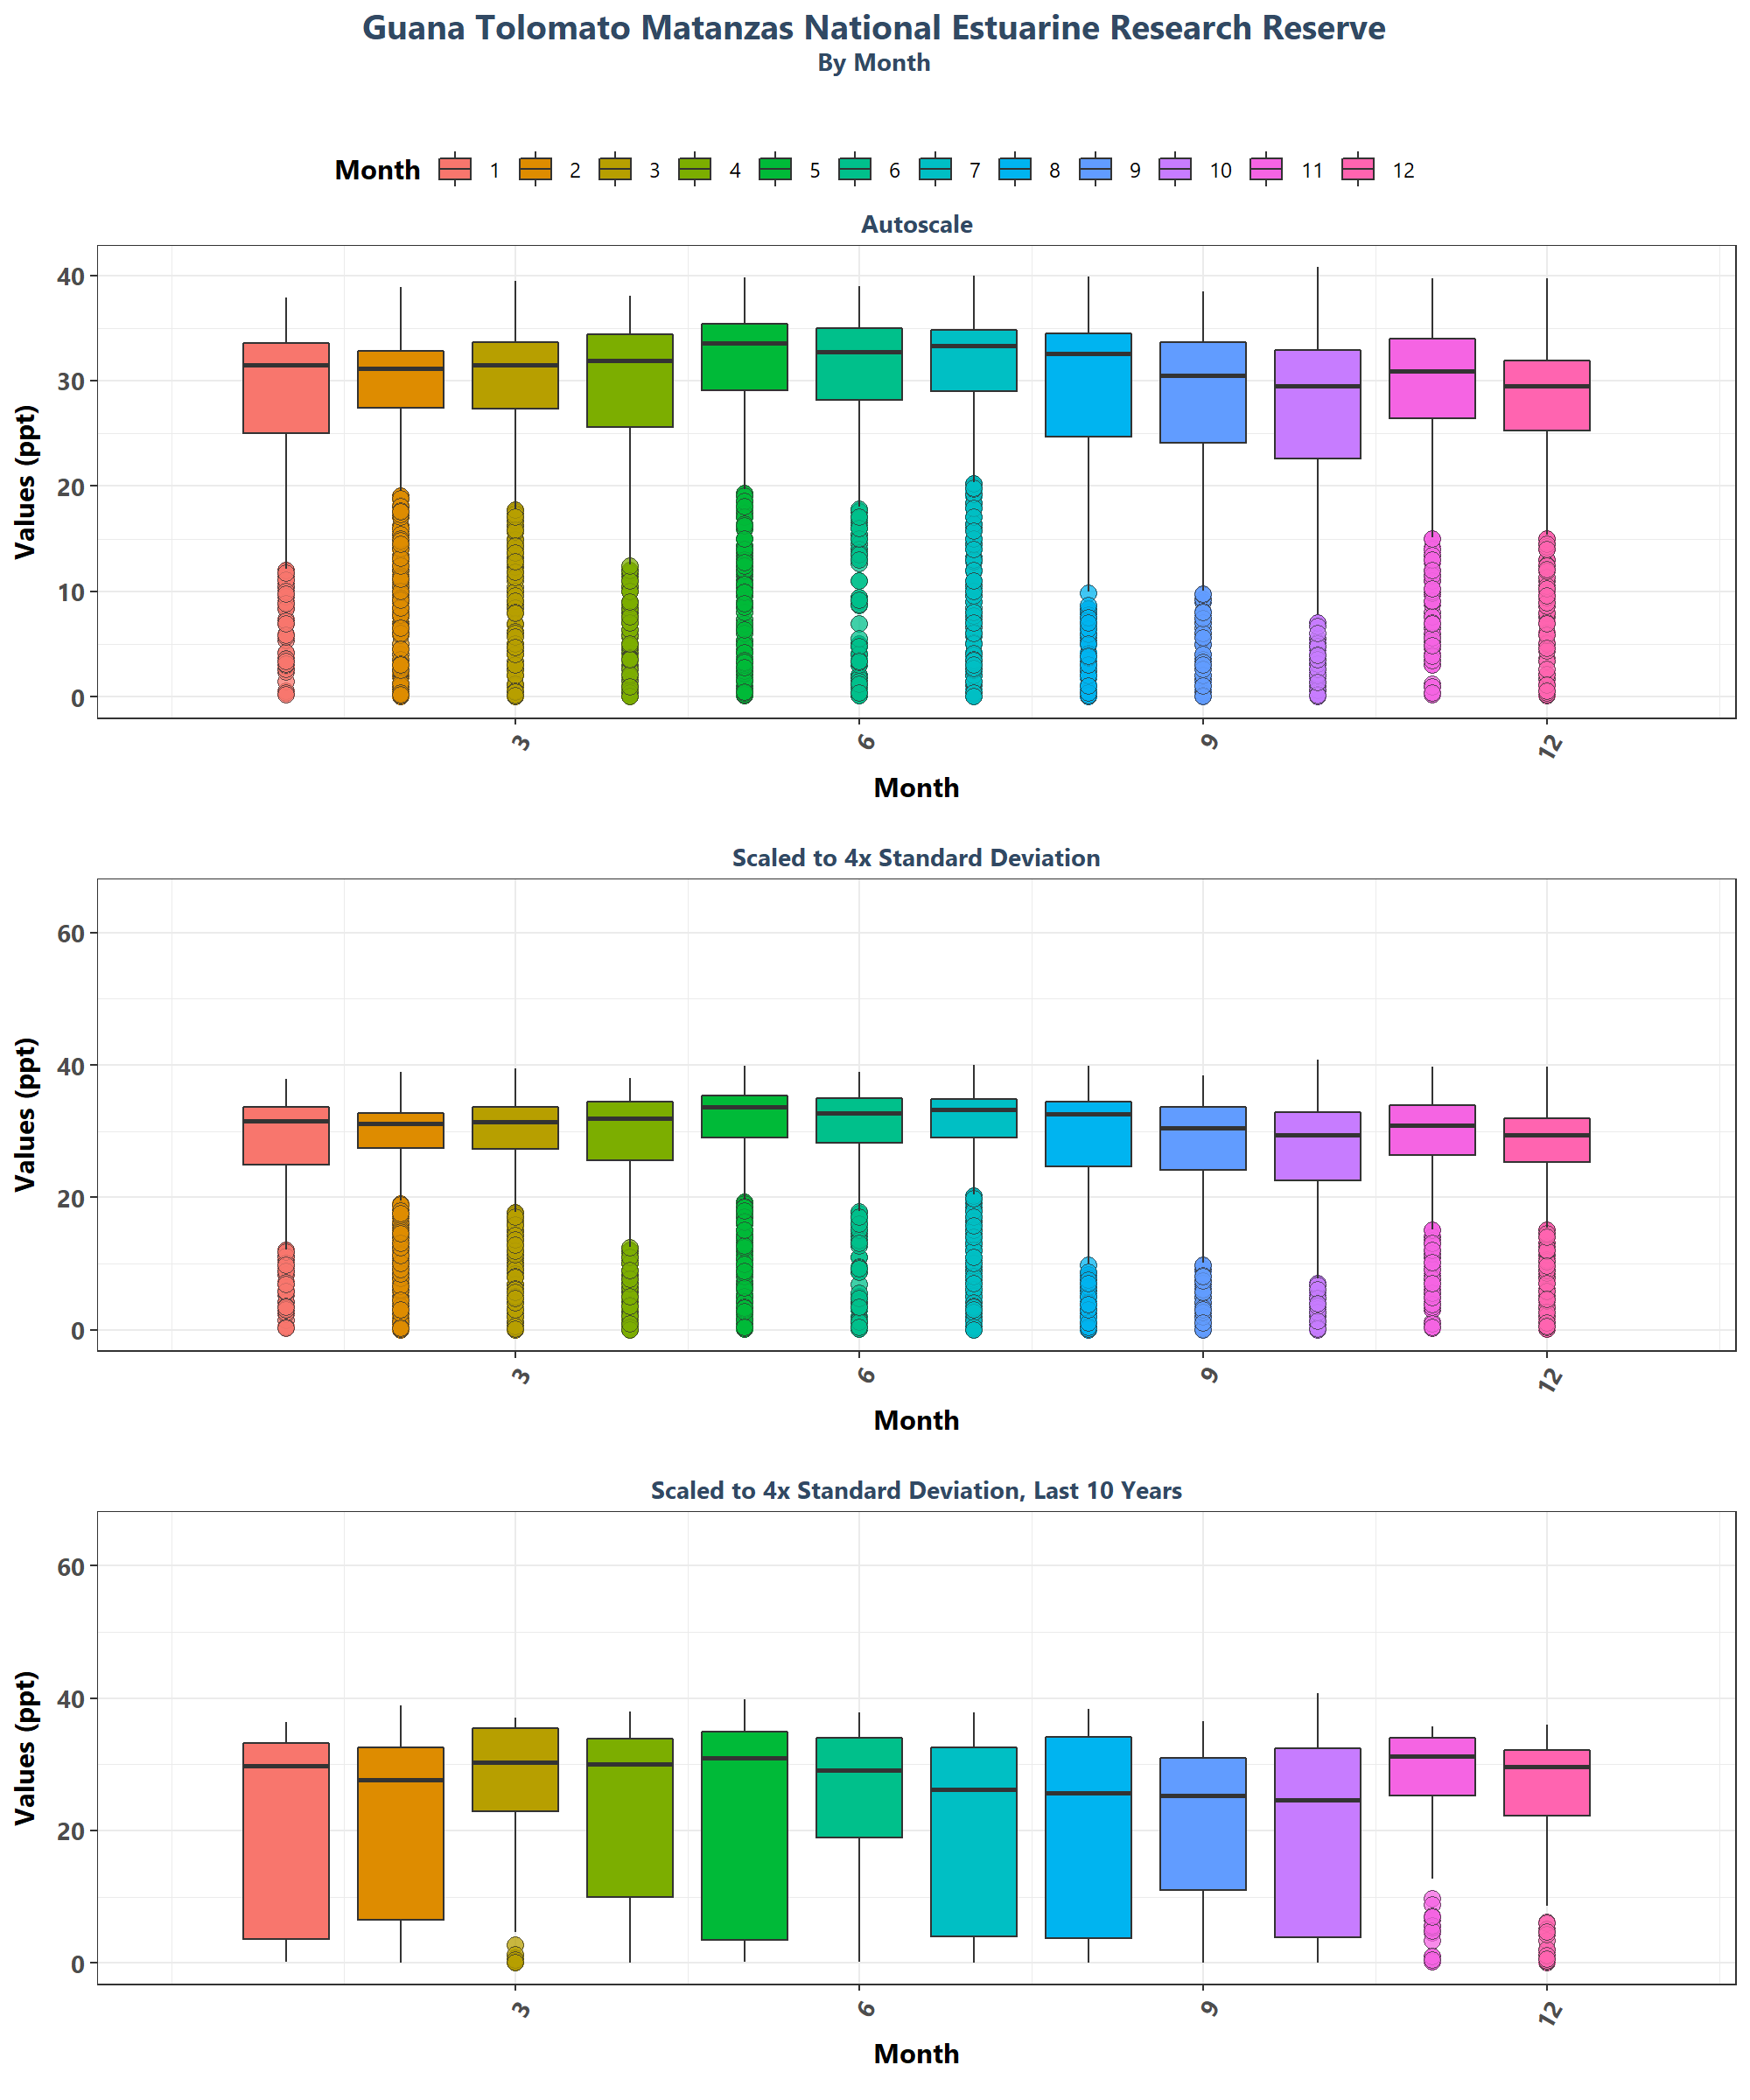 Guana Tolomato Matanzas National Estuarine Research Reserve
By Month
Month 1 2 3 4 5 6 7 8 9 10 11 12
Autoscale
Values (ppt)
40
30
20
10
0
3 6 9 12
Month
Scaled to 4x Standard Deviation
Values (ppt)
60
40
20
0
3 6 9 12
Month
Scaled to 4x Standard Deviation, Last 10 Years
Values (ppt)
60
40
20
0
3 6 9 12
Month